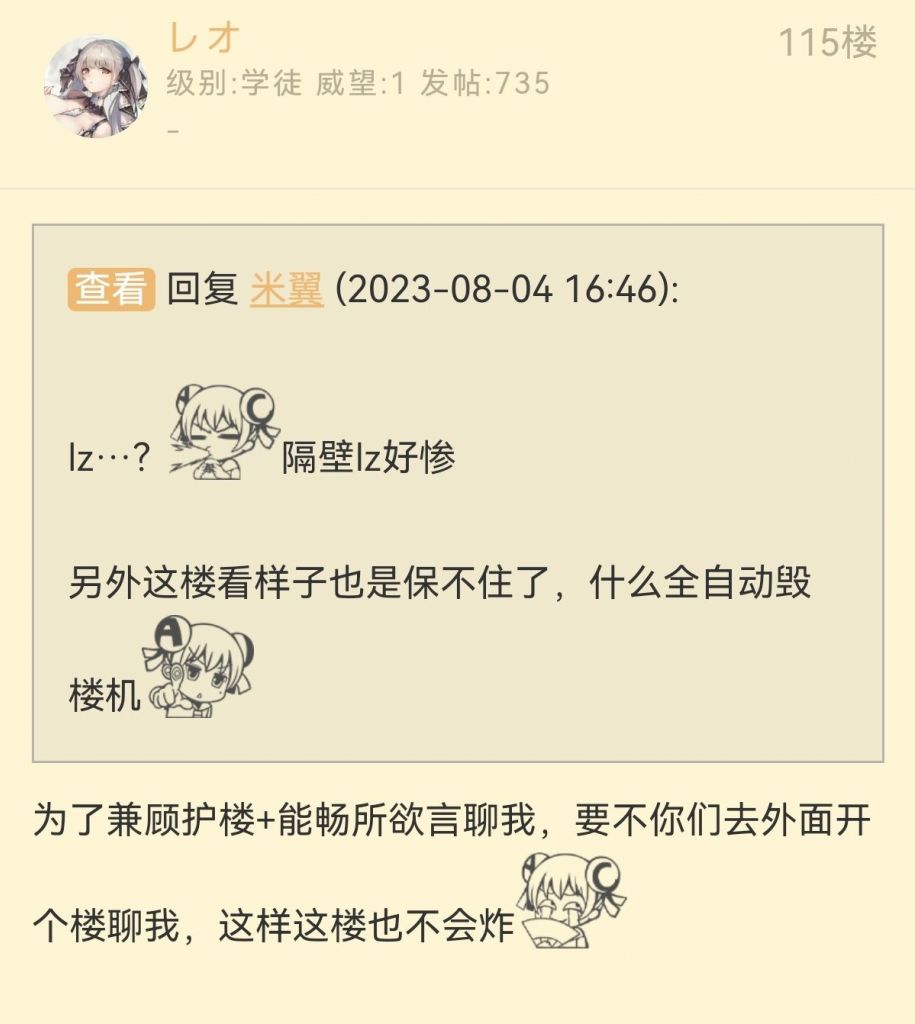 レオ
115楼
级别:学徒 威望:1 发帖:735
-
查看 回复 米翼 (2023-08-04 16:46):
lz…? 隔壁lz好惨
另外这楼看样子也是保不住了，什么全自动毁
楼机
为了兼顾护楼+能畅所欲言聊我，要不你们去外面开
个楼聊我，这样这楼也不会炸